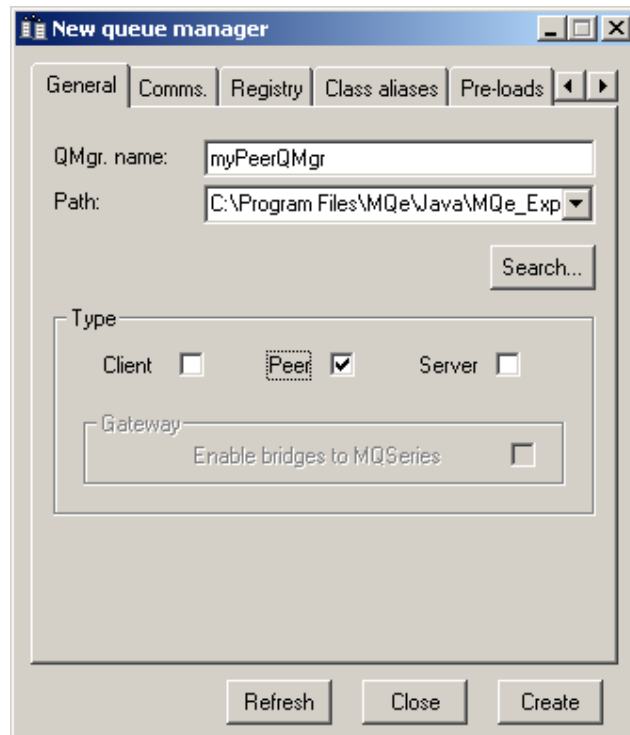 New queue manager
General Comms. Registry Class aliases Pre-loads
QMgr. name: myPeerQMgr
Path: C:\Program Files\MQe\Java\MQe_Exp
Search...
Type
Client Peer Server
Gateway
Enable bridges to MQSeries
Refresh Close Create